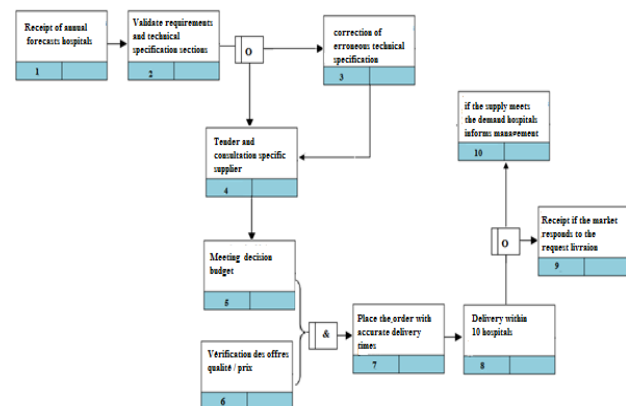 Receipt of annual
forecasts hospitals
1
Validate requirements
and technical
specification sections
2
O
correction of
erroneous technical
specification
3
Tender and
consultation specific
supplier
4
Meeting decision
budget
5
Vérification des offres
qualité / prix
6
&
Place the order with
accurate delivery
times
7
Delivery within
10 hospitals
8
O
Receipt if the market
responds to the
request livraion
9
if the supply meets
the demand hospitals
informs management
10